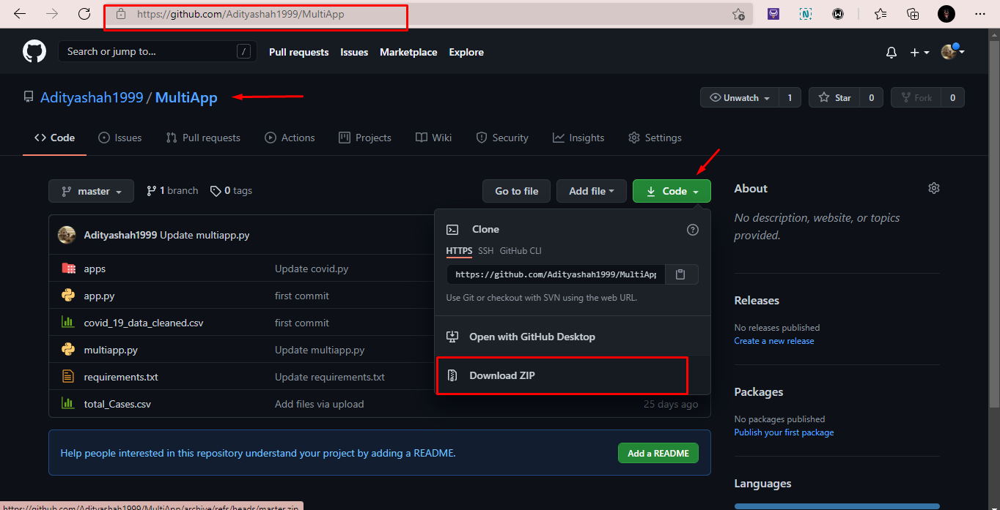 https://github.com/Adityashah1999/MultiApp
Search or jump to... /
Pull requests Issues Marketplace Explore
Adityashah1999 / MultiApp
Unwatch 1 Star 0 Fork 0
Code Issues Pull requests Actions Projects Wiki Security Insights Settings
master 1 branch 0 tags Go to file Add file Code
Adityashah1999 Update multiapp.py
apps Update covid.py
app.py first commit
covid_19_data_cleaned.csv first commit
multiapp.py Update multiapp.py
requirements.txt Update requirements.txt
total_Cases.csv Add files via upload 25 days ago
Clone
HTTPS SSH GitHub CLI
https://github.com/Adityashah1999/MultiApp
Use Git or checkout with SVN using the web URL.
Open with GitHub Desktop
Download ZIP
Help people interested in this repository understand your project by adding a README. Add a README
About
No description, website, or topics
provided.
Releases
No releases published
Create a new release
Packages
No packages published
Publish your first package
Languages
https://github.com/Adityashah1999/MultiApp/archive/refs/heads/master.zip